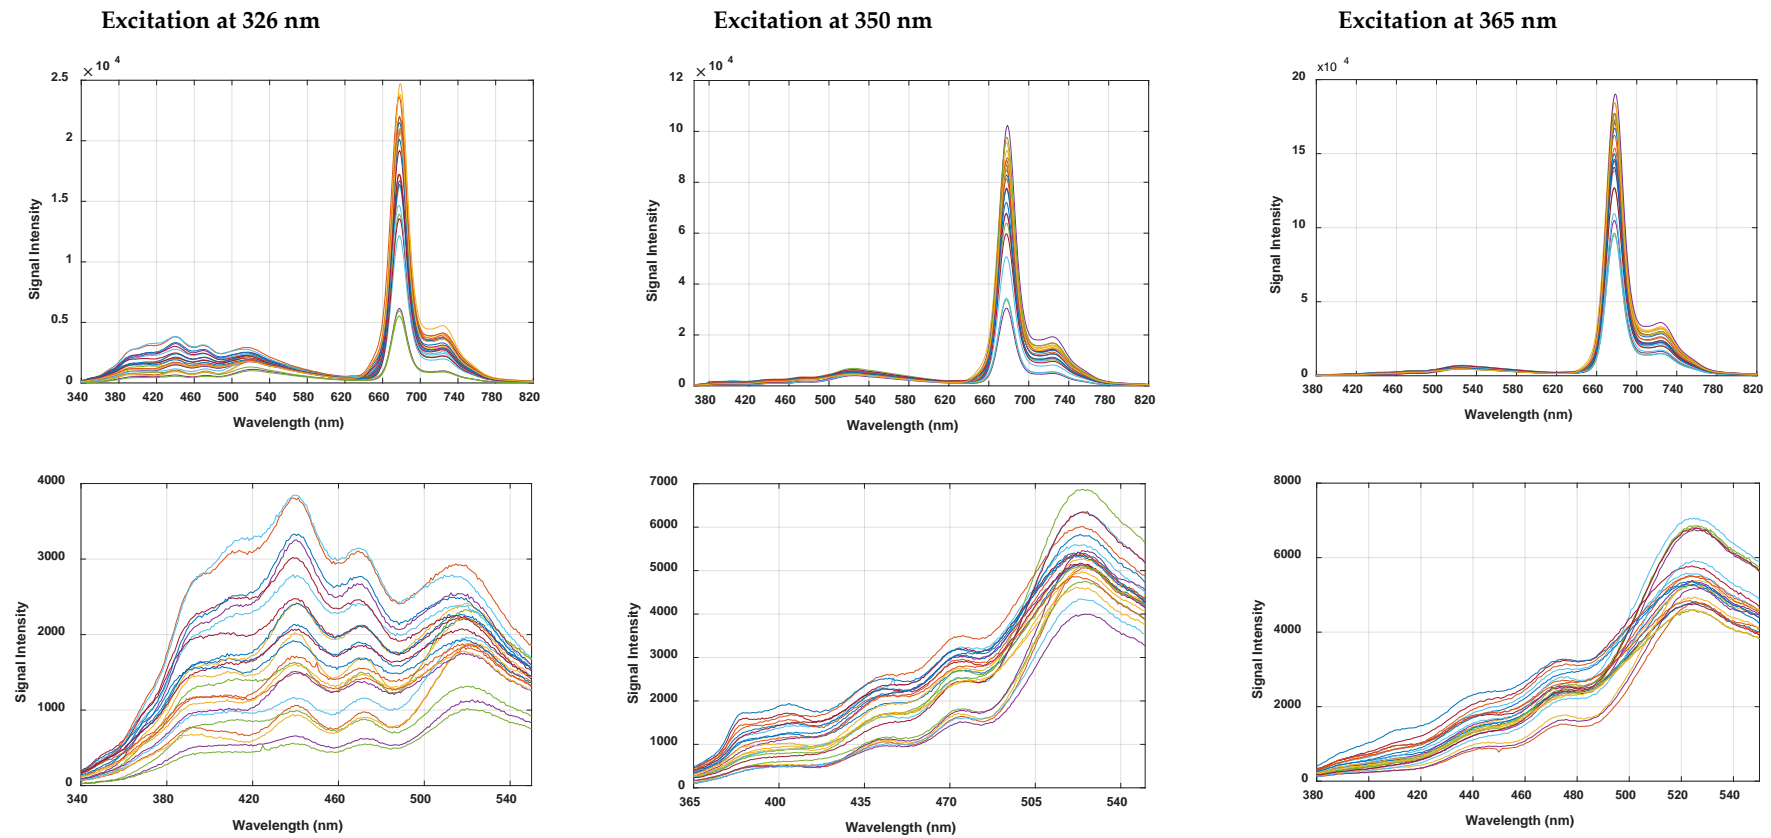 Excitation at 326 nm
Excitation at 350 nm
Excitation at 365 nm
× 10 4
2.5
2
1.5
1
0.5
0
Signal Intensity
340 380 420 460 500 540 580 620 660 700 740 780 820
Wavelength (nm)
× 10 4
12
10
8
6
4
2
0
Signal Intensity
380 420 460 500 540 580 620 660 700 740 780 820
Wavelength (nm)
x10 4
20
15
10
5
0
Signal Intensity
380 420 460 500 540 580 620 660 700 740 780 820
Wavelength (nm)
4000
3000
2000
1000
0
Signal Intensity
340 380 420 460 500 540
Wavelength (nm)
7000
6000
5000
4000
3000
2000
1000
0
Signal Intensity
365 400 435 470 505 540
Wavelength (nm)
8000
6000
4000
2000
0
Signal Intensity
380 400 420 440 460 480 500 520 540
Wavelength (nm)